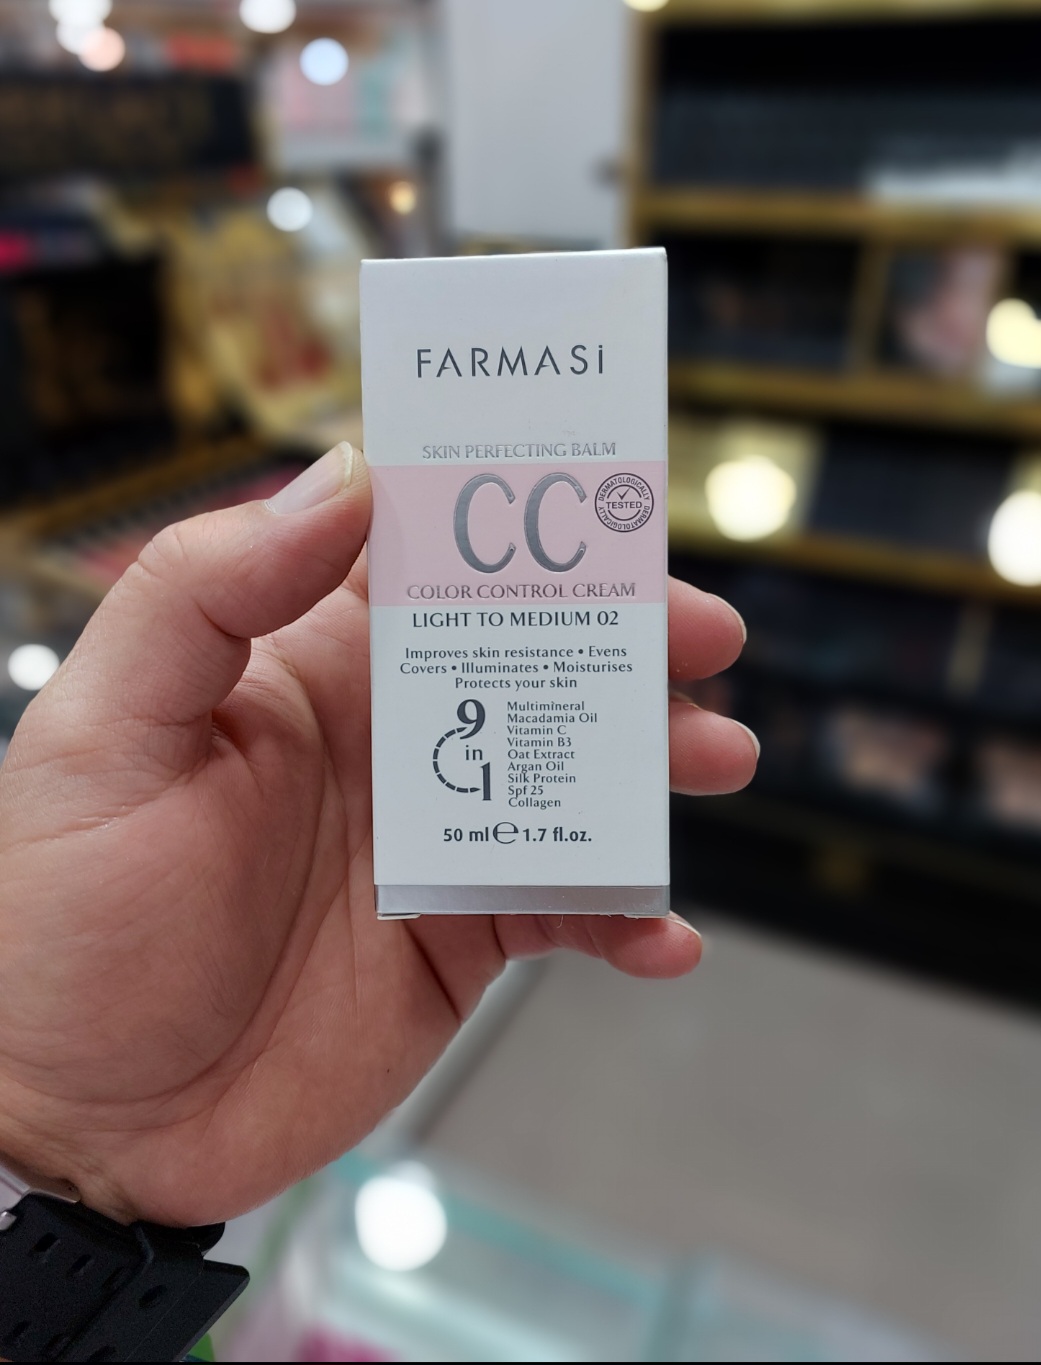 FARMASİ
SKIN PERFECTING BALM
CC
DERMATOLOGICALLY
TESTED
DERMATOLOGICALLY
COLOR CONTROL CREAM
LIGHT TO MEDIUM 02
Improves skin resistance • Evens
Covers • Illuminates • Moisturises
Protects your skin
9 in 1
Multimineral
Macadamia Oil
Vitamin C
Vitamin B3
Oat Extract
Argan Oil
Silk Protein
Spf 25
Collagen
50 ml ℮ 1.7 fl.oz.